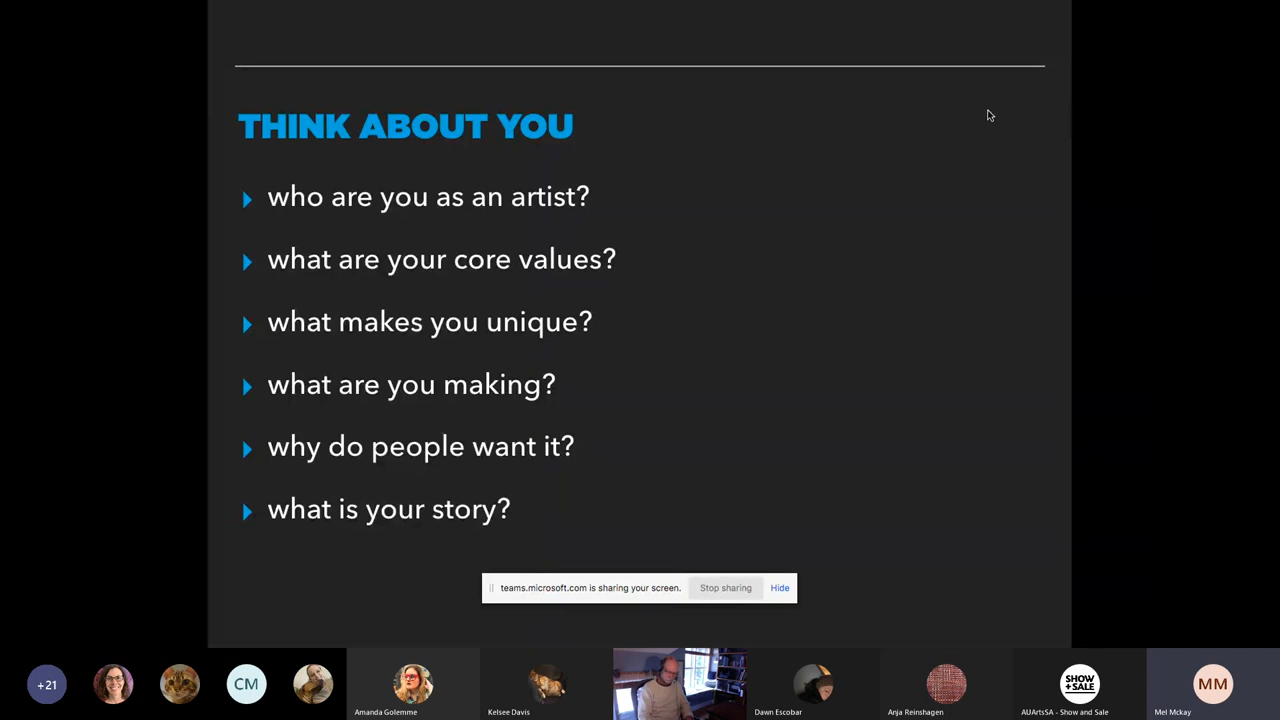 THINK ABOUT YOU
who are you as an artist?
what are your core values?
what makes you unique?
what are you making?
why do people want it?
what is your story?
teams.microsoft.com is sharing your screen. Stop sharing Hide
+21
CM
SHOW
+SALE
MM
Amanda Golemme
Kelsee Davis
Dawn Escobar
Anja Reinshagen
AUArtsSA - Show and Sale
Mel Mckay